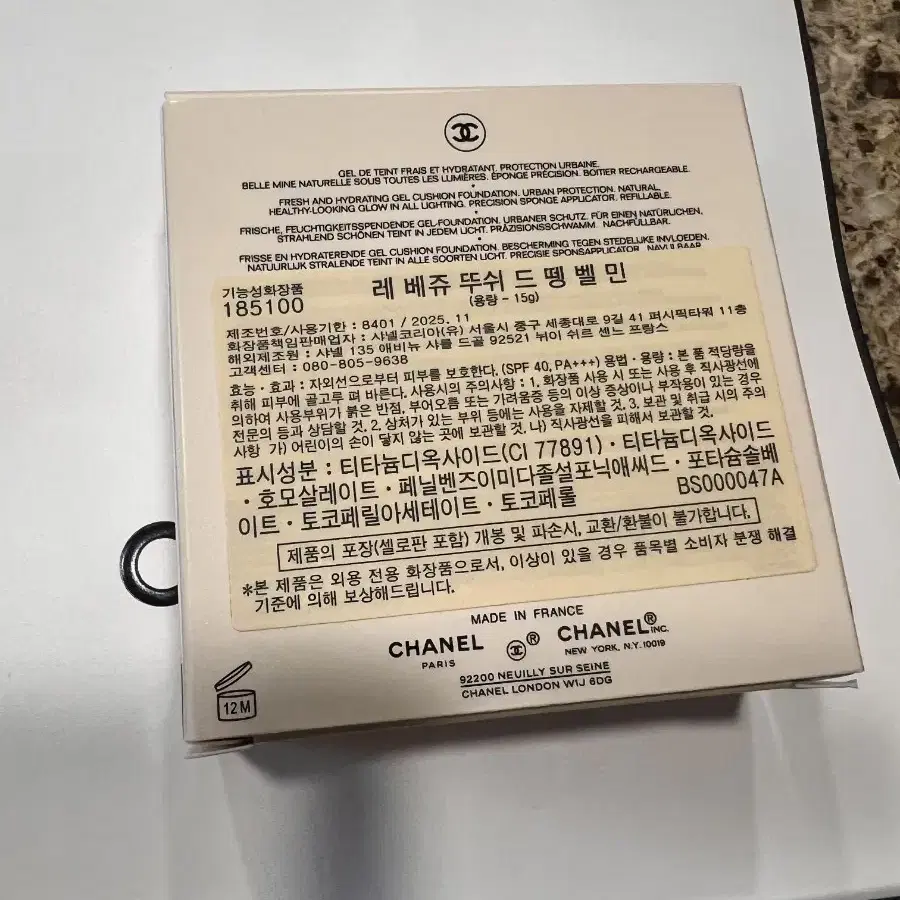 GEL DE TEINT FRAIS ET HYDRATANT. PROTECTION URBAINE.
BELLE MINE NATURELLE SOUS TOUTES LES LUMIÈRES. ÉPONGE PRÉCISION. BOITIER RECHARGEABLE.
FRESH AND HYDRATING GEL CUSHION FOUNDATION. URBAN PROTECTION. NATURAL,
HEALTHY-LOOKING GLOW IN ALL LIGHTING. PRECISION SPONGE APPLICATOR. REFILLABLE.
FRISCHE, FEUCHTIGKEITSSPENDENDE GEL-FOUNDATION. URBANER SCHUTZ. FÜR EINEN NATÜRLICHEN,
STRAHLEND SCHÖNEN TEINT IN JEDEM LICHT. PRÄZISIONSSCHWAMM. NACHFÜLLBAR.
FRISSE EN HYDRATERENDE GEL CUSHION FOUNDATION. BESCHERMING TEGEN STEDELIJKE INVLOEDEN.
NATUURLIJK STRALENDE TEINT IN ALLE SOORTEN LICHT. PRECISIE SPONSAPPLICATOR. NAVULBAAR.
기능성화장품
185100
레 베쥬 뚜쉬 드 뗑 벨 민
(용량 - 15g)
제조번호/사용기한 : 8401 / 2025. 11
화장품책임판매업자 : 샤넬코리아(유) 서울시 중구 세종대로 9길 41 퍼시픽타워 11층
해외제조원 : 샤넬 135 애비뉴 샤를 드골 92521 뉘이 쉬르 센느 프랑스
고객센터 : 080-805-9638
효능 · 효과 : 자외선으로부터 피부를 보호한다. (SPF 40, PA+++) 용법 · 용량 : 본 품 적당량을
취해 피부에 골고루 펴 바른다. 사용시의 주의사항 : 1. 화장품 사용 시 또는 사용 후 직사광선에
의하여 사용부위가 붉은 반점, 부어오름 또는 가려움증 등의 이상 증상이나 부작용이 있는 경우
전문의 등과 상담할 것. 2. 상처가 있는 부위 등에는 사용을 자제할 것. 3. 보관 및 취급 시의 주의
사항 가) 어린이의 손이 닿지 않는 곳에 보관할 것. 나) 직사광선을 피해서 보관할 것.
표시성분 : 티타늄디옥사이드(CI 77891) · 티타늄디옥사이드
· 호모살레이트 · 페닐벤즈이미다졸설포닉애씨드 · 포타슘솔베
이트 · 토코페릴아세테이트 · 토코페롤
BS000047A
제품의 포장(셀로판 포함) 개봉 및 파손시, 교환/환불이 불가합니다.
*본 제품은 외용 전용 화장품으로서, 이상이 있을 경우 품목별 소비자 분쟁 해결
기준에 의해 보상해드립니다.
MADE IN FRANCE
CHANEL
PARIS
®
CHANEL® INC.
NEW YORK, N.Y. 10019
92200 NEUILLY SUR SEINE
CHANEL LONDON W1J 6DG
12 M